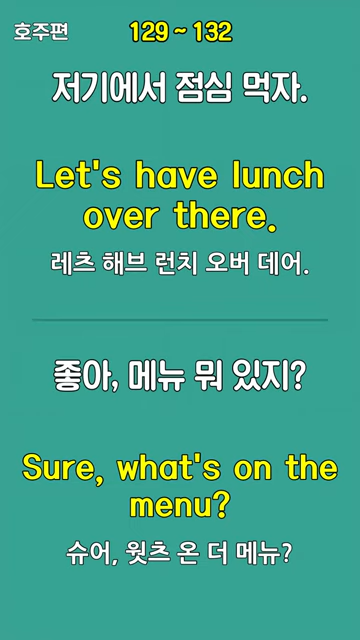 호주편
129 ~ 132
저기에서 점심 먹자.
Let's have lunch
over there.
레츠 해브 런치 오버 데어.
좋아, 메뉴 뭐 있지?
Sure, what's on the
menu?
슈어, 웟츠 온 더 메뉴?